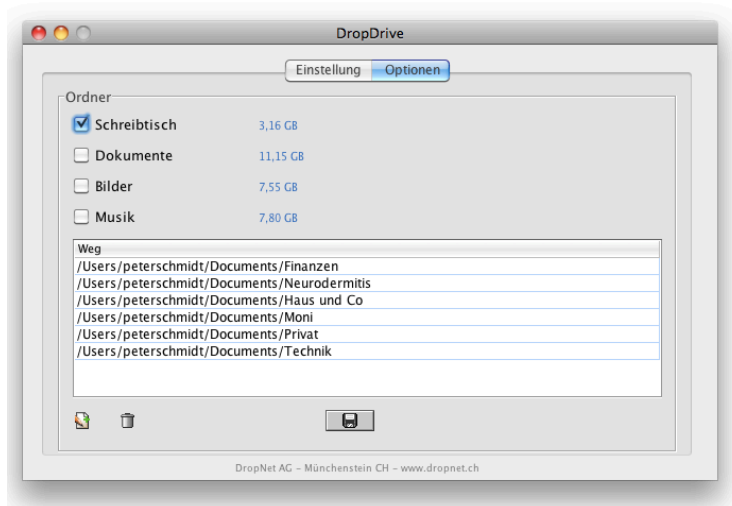 DropDrive
Einstellung Optionen
Ordner
Schreibtisch 3,16 GB
Dokumente 11,15 GB
Bilder 7,55 GB
Musik 7,80 GB
Weg
/Users/peterschmidt/Documents/Finanzen
/Users/peterschmidt/Documents/Neurodermitis
/Users/peterschmidt/Documents/Haus und Co
/Users/peterschmidt/Documents/Moni
/Users/peterschmidt/Documents/Privat
/Users/peterschmidt/Documents/Technik
DropNet AG – Münchenstein CH – www.dropnet.ch